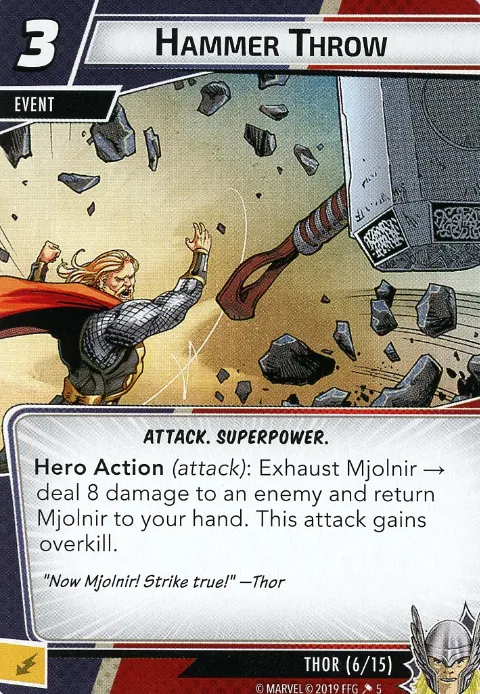 3
HAMMER THROW
EVENT
ATTACK. SUPERPOWER.
Hero Action (attack): Exhaust Mjolnir →
deal 8 damage to an enemy and return
Mjolnir to your hand. This attack gains
overkill.
"Now Mjolnir! Strike true!" —Thor
THOR (6/15)
© MARVEL © 2019 FFG 5